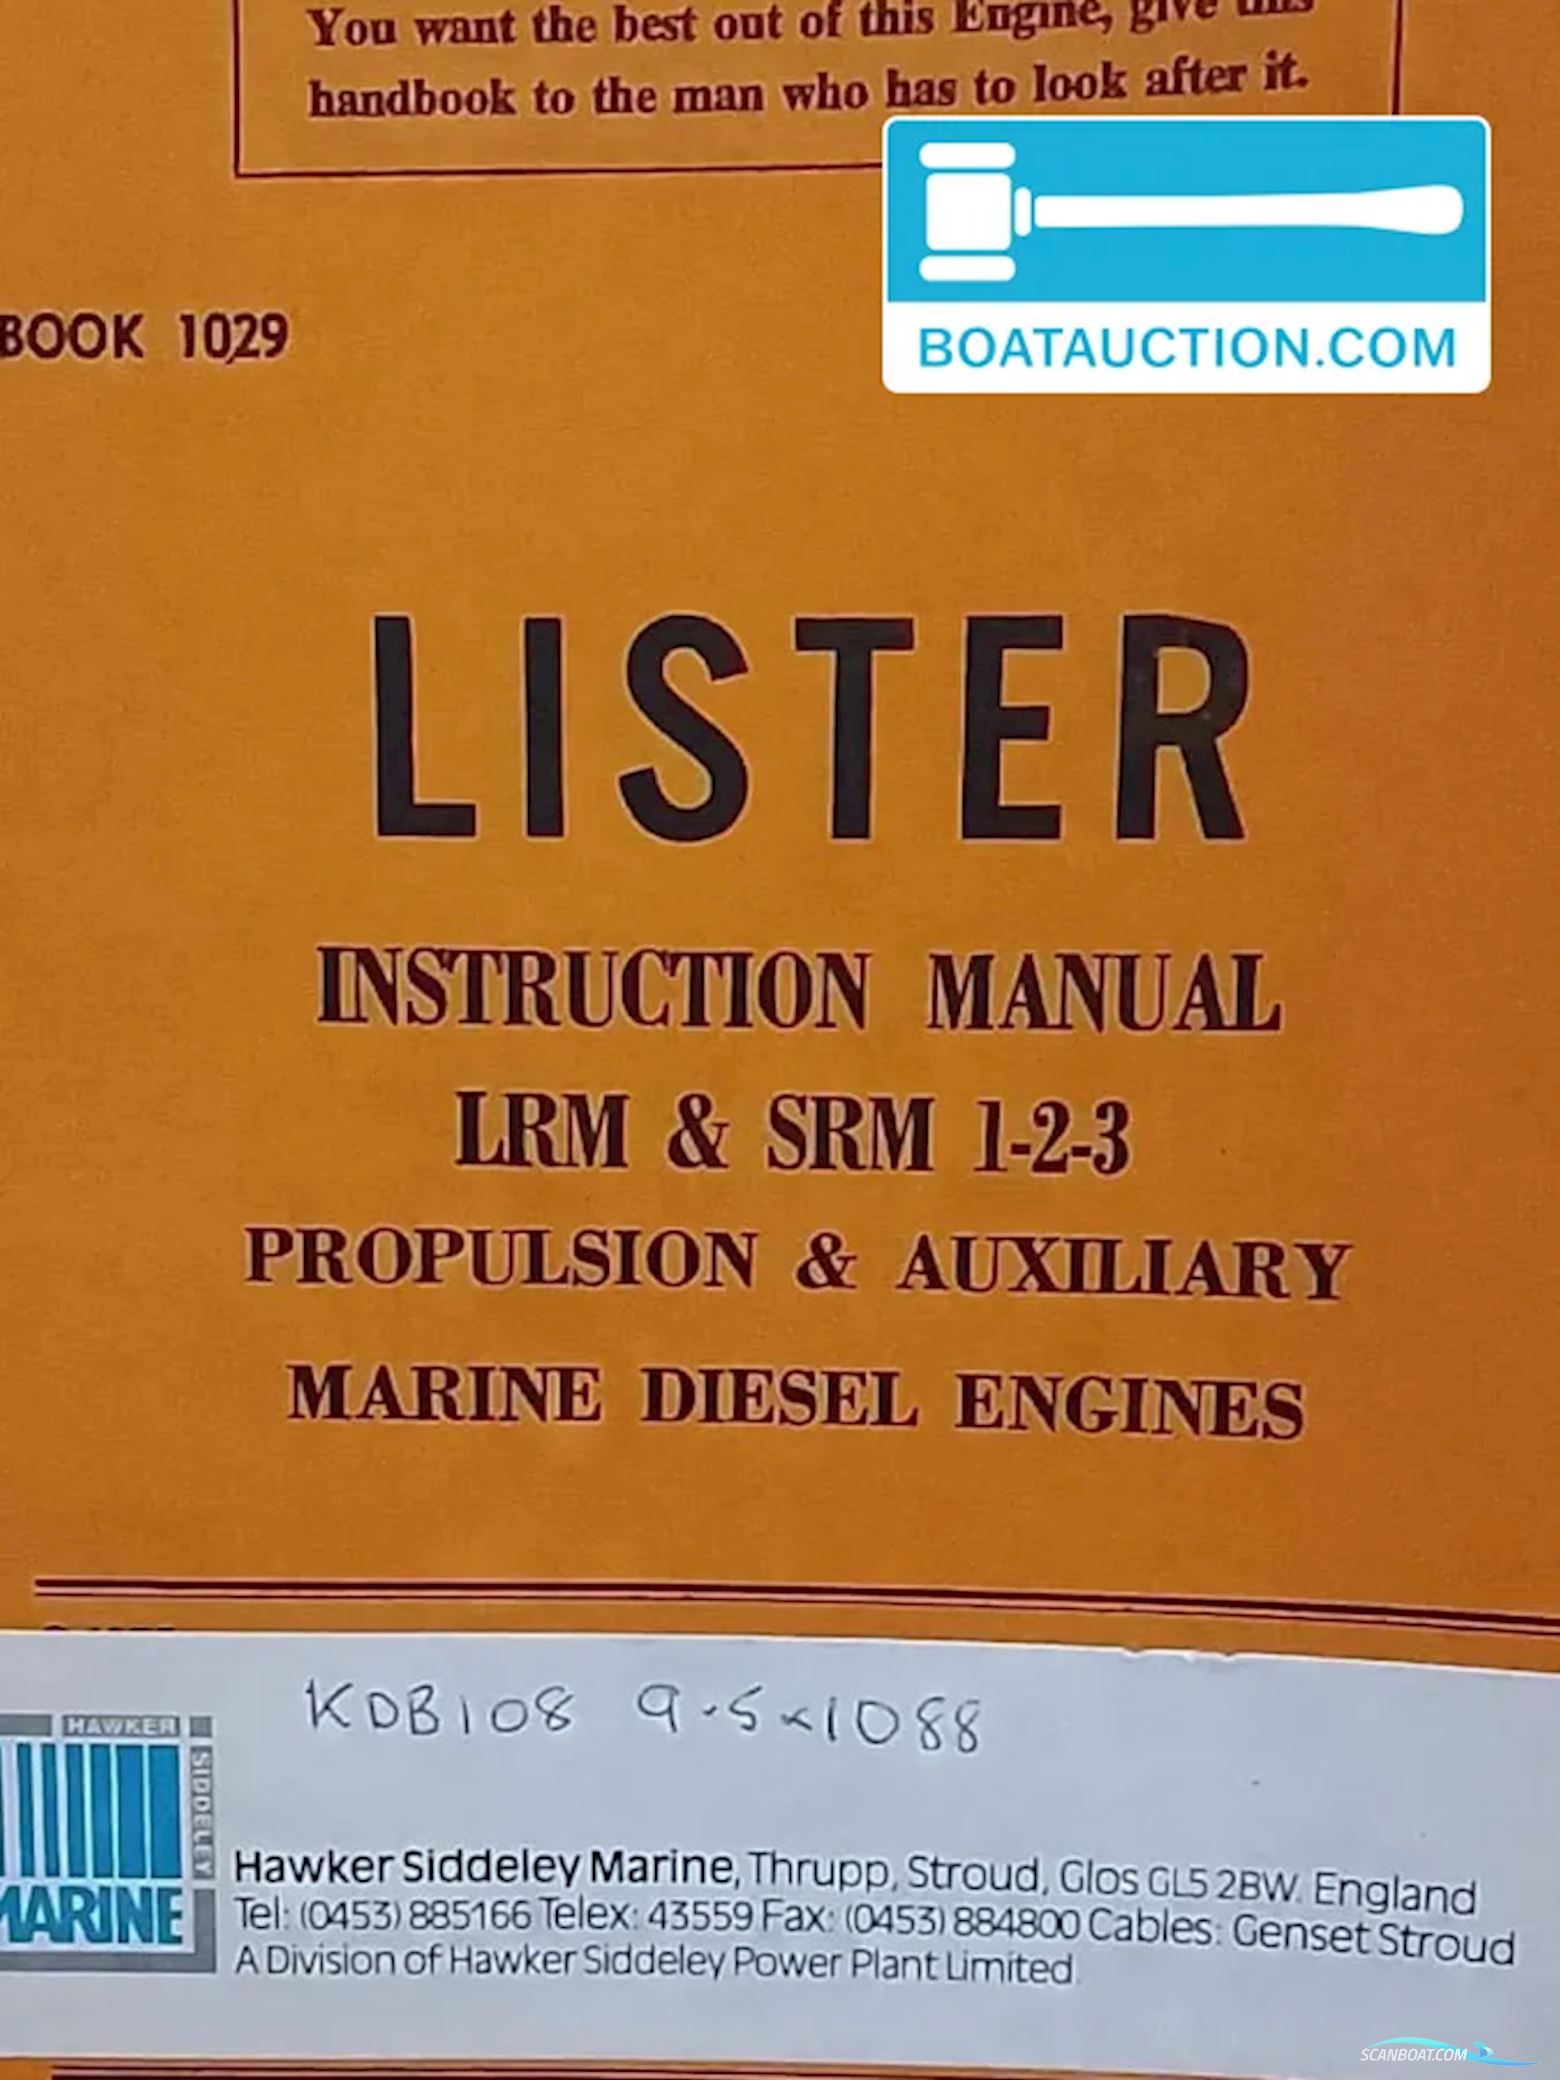 You want the best out of this Engine, give this
handbook to the man who has to look after it.
BOATAUCTION.COM
BOOK 1029
LISTER
INSTRUCTION MANUAL
LRM & SRM 1-2-3
PROPULSION & AUXILIARY
MARINE DIESEL ENGINES
KDB108 9.5x1088
HAWKER
SIDDELEY
MARINE
Hawker Siddeley Marine, Thrupp, Stroud, Glos GL5 2BW. England
Tel: (0453) 885166 Telex: 43559 Fax: (0453) 884800 Cables: Genset Stroud
A Division of Hawker Siddeley Power Plant Limited.
SCANBOAT.COM